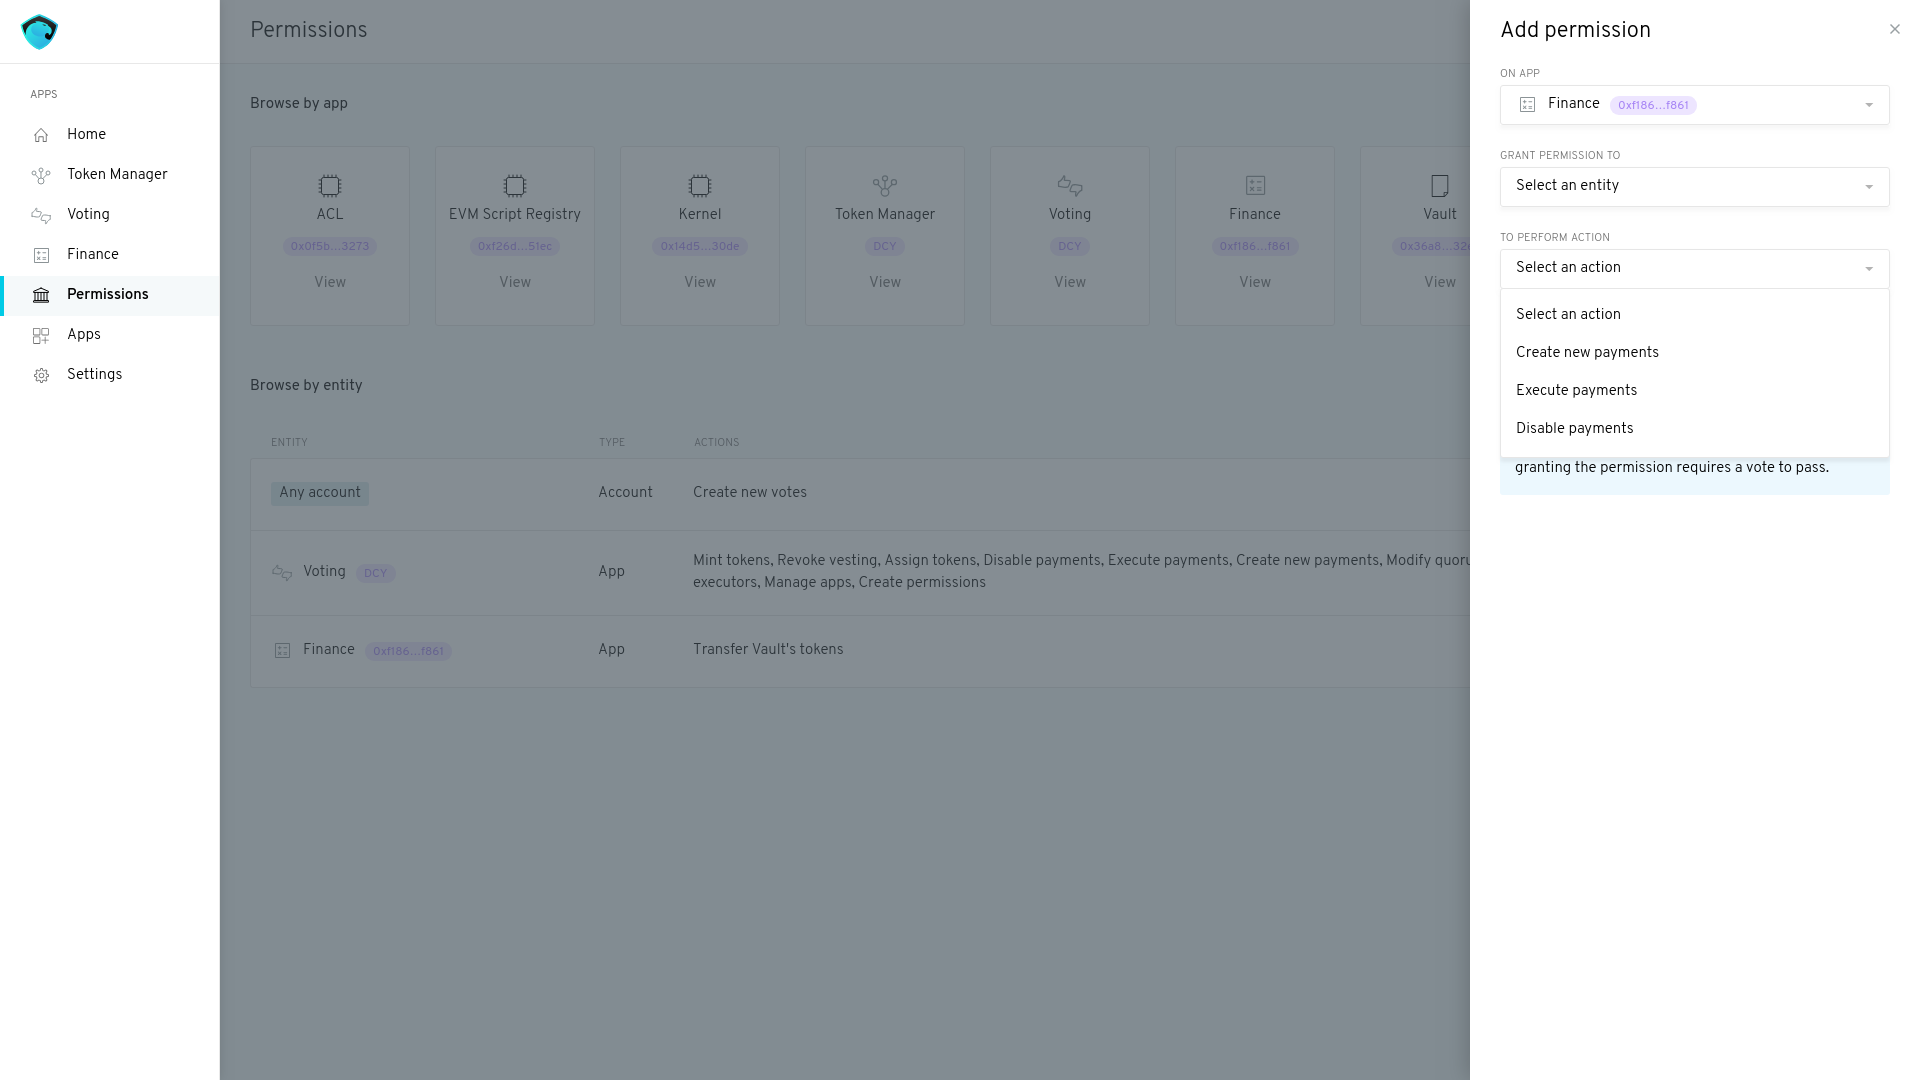 APPS
Home
Token Manager
Voting
Finance
Permissions
Apps
Settings
Permissions
Browse by app
ACL
0x0f5b...3273
View
EVM Script Registry
0xf26d...51ec
View
Kernel
0x14d5...30de
View
Token Manager
DCY
View
Voting
DCY
View
Finance
0xf186...f861
View
Vault
0x36a8...32
View
Browse by entity
ENTITY TYPE ACTIONS
Any account Account Create new votes
Voting DCY App Mint tokens, Revoke vesting, Assign tokens, Disable payments, Execute payments, Create new payments, Modify quoru
executors, Manage apps, Create permissions
Finance 0xf186...f861 App Transfer Vault's tokens
Add permission
ON APP
Finance 0xf186...f861
GRANT PERMISSION TO
Select an entity
TO PERFORM ACTION
Select an action
Select an action
Create new payments
Execute payments
Disable payments
granting the permission requires a vote to pass.